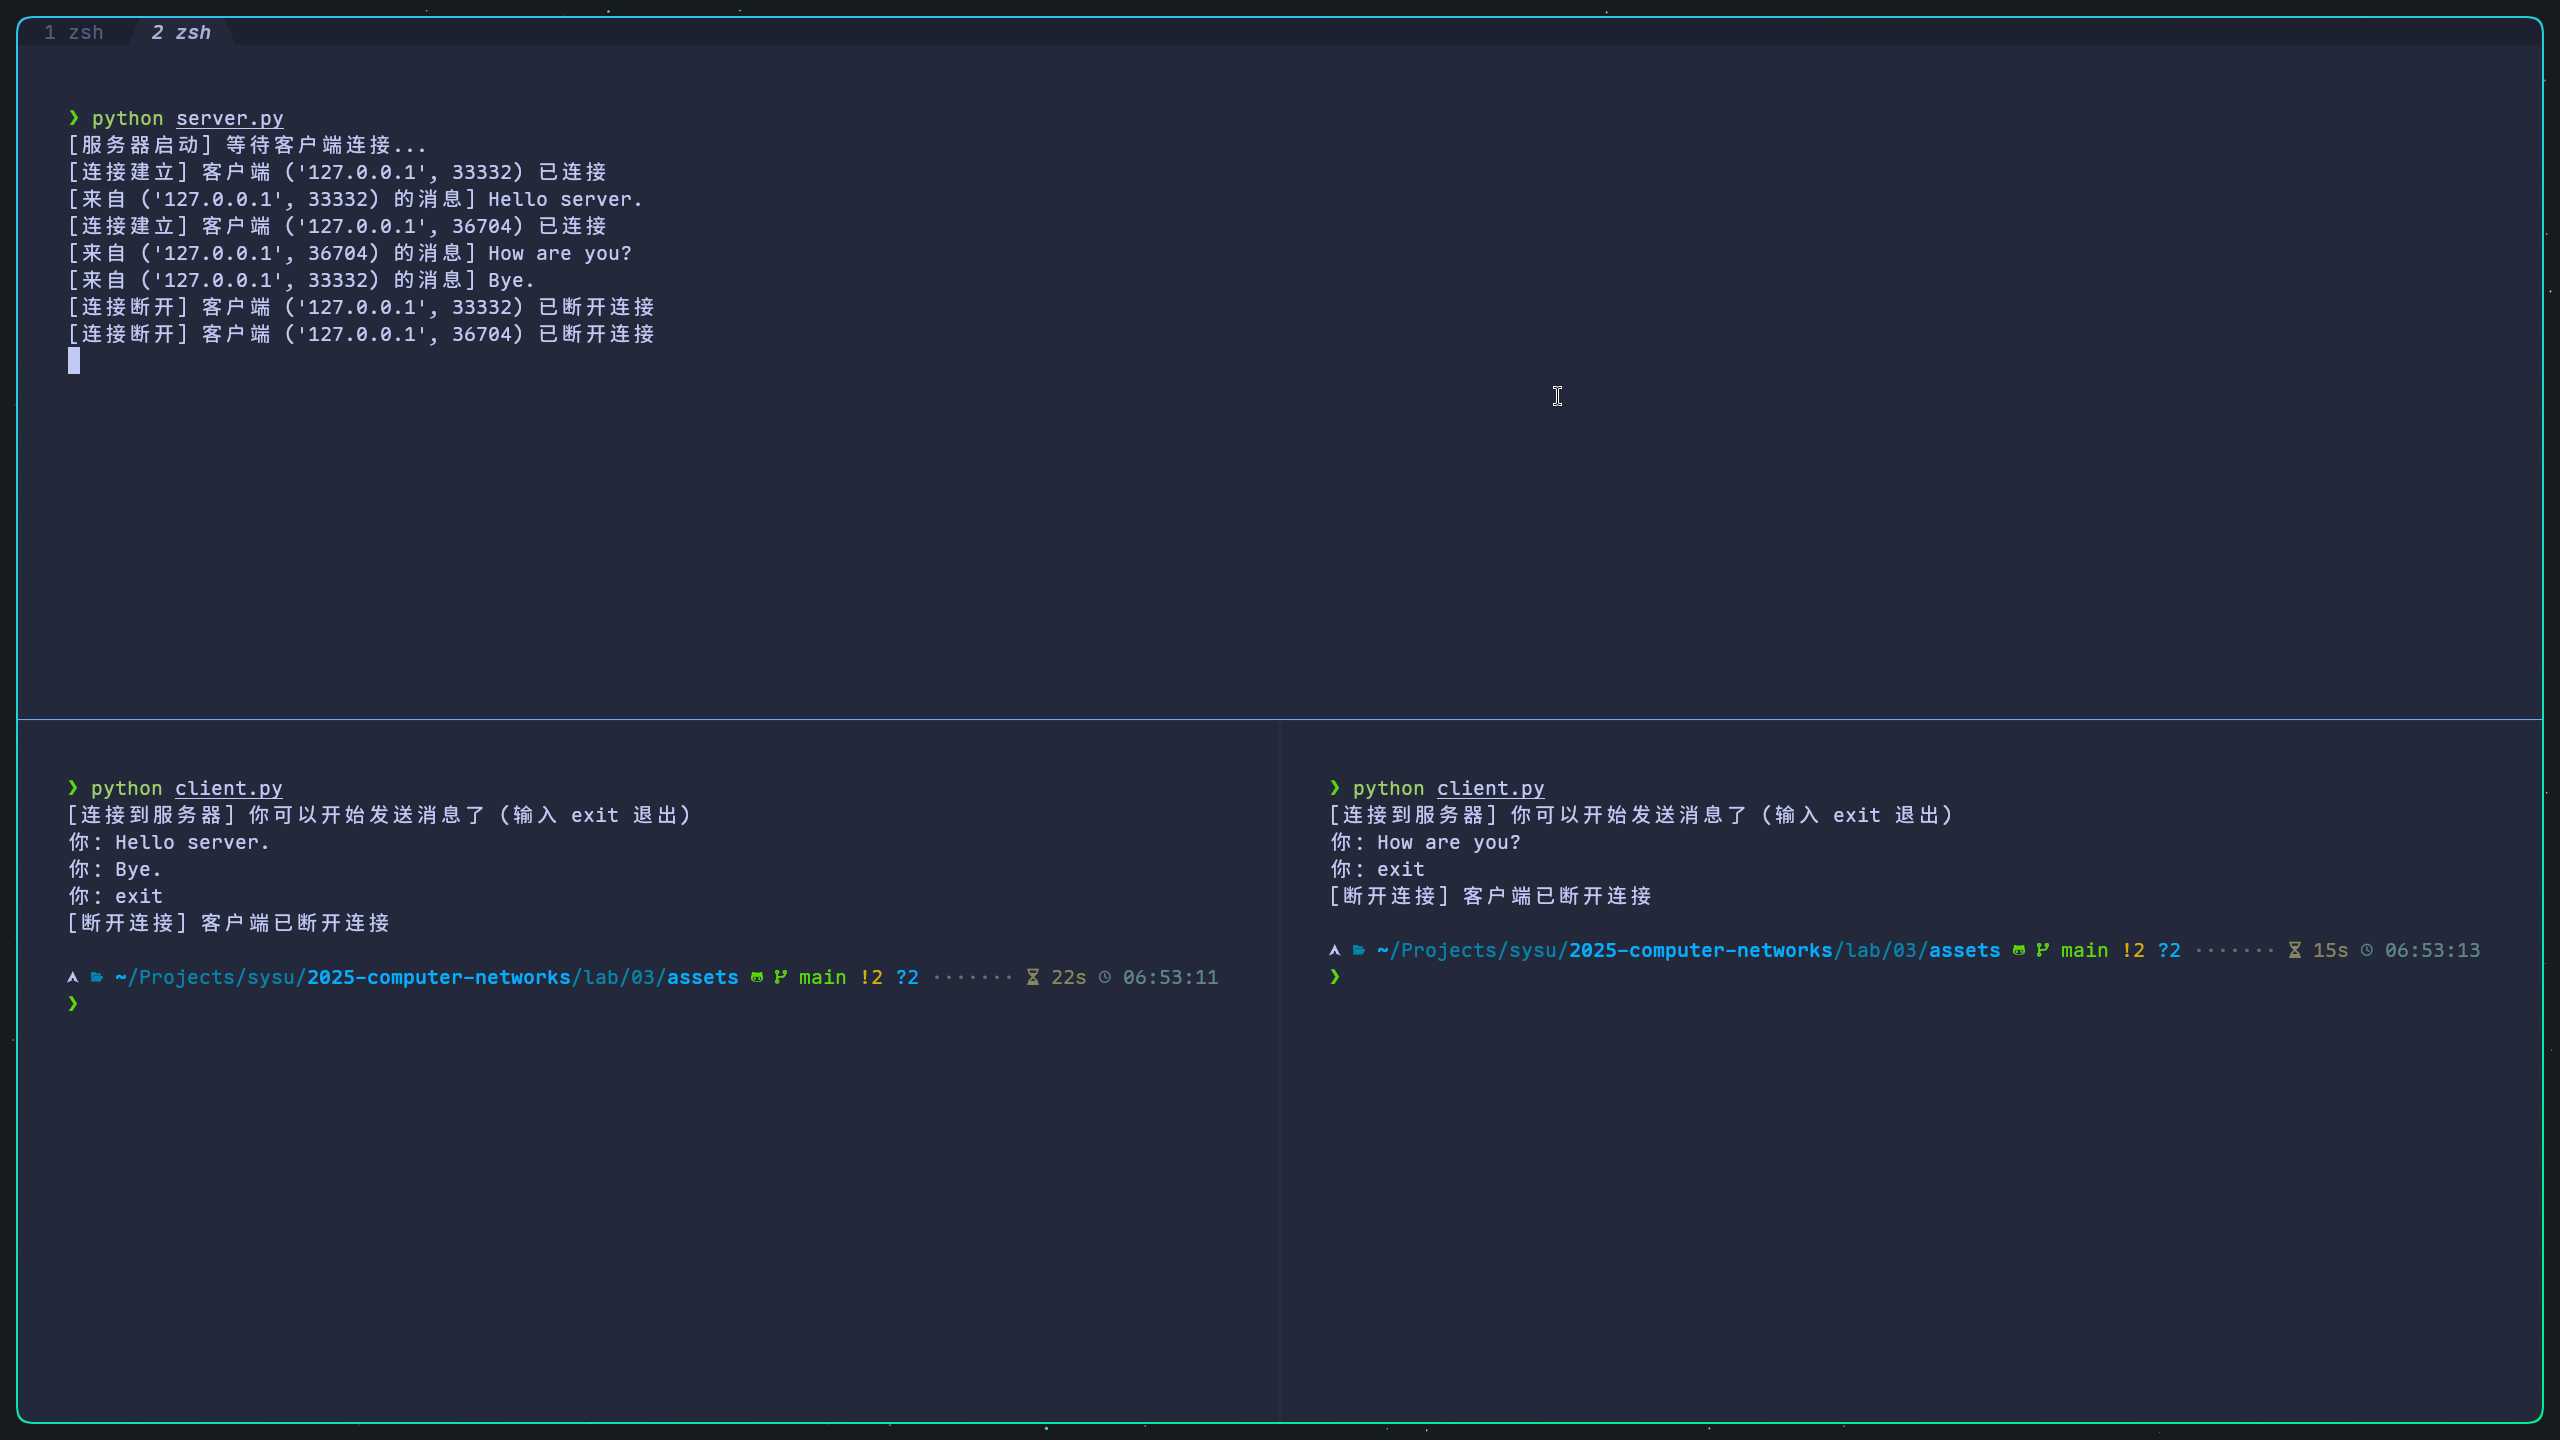 1 zsh 2 zsh
❯ python server.py
[服务器启动] 等待客户端连接...
[连接建立] 客户端 ('127.0.0.1', 33332) 已连接
[来自 ('127.0.0.1', 33332) 的消息] Hello server.
[连接建立] 客户端 ('127.0.0.1', 36704) 已连接
[来自 ('127.0.0.1', 36704) 的消息] How are you?
[来自 ('127.0.0.1', 33332) 的消息] Bye.
[连接断开] 客户端 ('127.0.0.1', 33332) 已断开连接
[连接断开] 客户端 ('127.0.0.1', 36704) 已断开连接
❯ python client.py
[连接到服务器] 你可以开始发送消息了 (输入 exit 退出)
你: Hello server.
你: Bye.
你: exit
[断开连接] 客户端已断开连接
~/Projects/sysu/2025-computer-networks/lab/03/assets main !2 ?2 ······· 22s 06:53:11
❯
❯ python client.py
[连接到服务器] 你可以开始发送消息了 (输入 exit 退出)
你: How are you?
你: exit
[断开连接] 客户端已断开连接
~/Projects/sysu/2025-computer-networks/lab/03/assets main !2 ?2 ······· 15s 06:53:13
❯